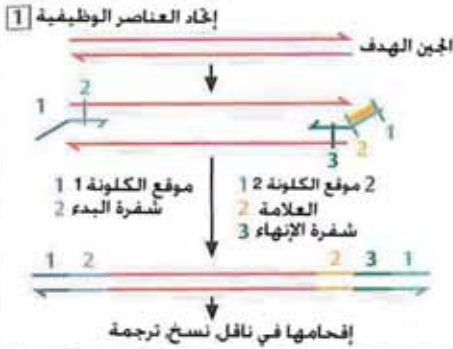 1 إتحاد العناصر الوظيفية
الجين الهدف
2
1
1
2
3
1 موقع الكلونة 1
2 شفرة البدء
1 موقع الكلونة 2
2 العلامة
3 شفرة الإنهاء
1 2 2 3 1
إقحامها في ناقل نسخ، ترجمة